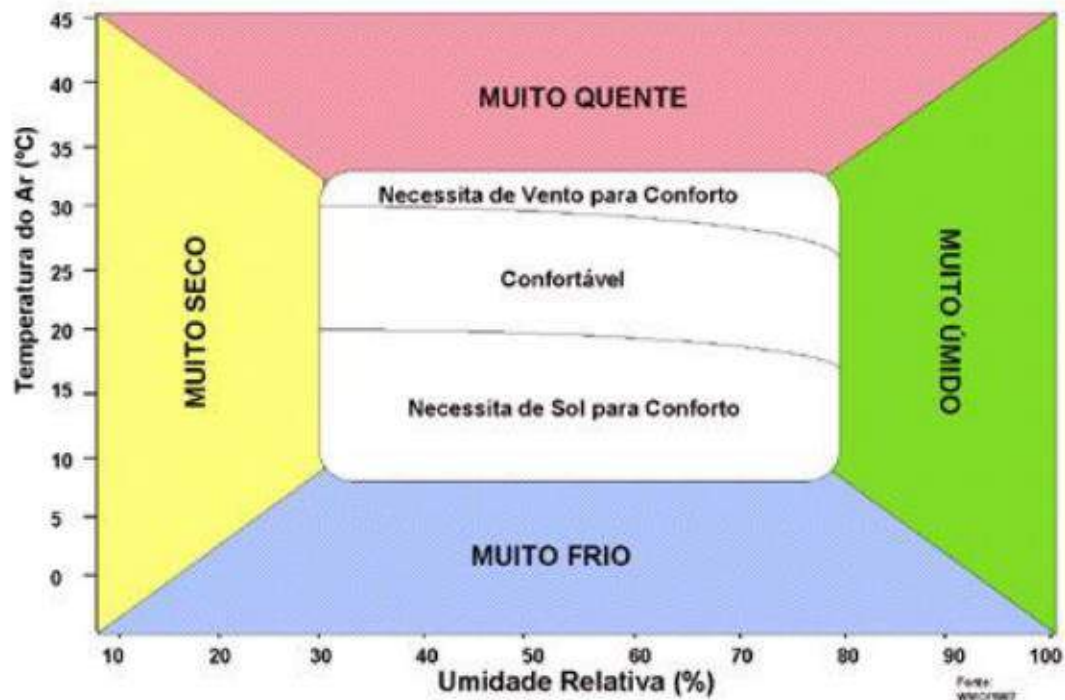 45
40
35
30
25
20
15
10
5
0
Temperatura do Ar (ºC)
MUITO QUENTE
Necessita de Vento para Conforto
MUITO SECO
Confortável
MUITO ÚMIDO
Necessita de Sol para Conforto
MUITO FRIO
10 20 30 40 50 60 70 80 90 100
Umidade Relativa (%)
Fonte: